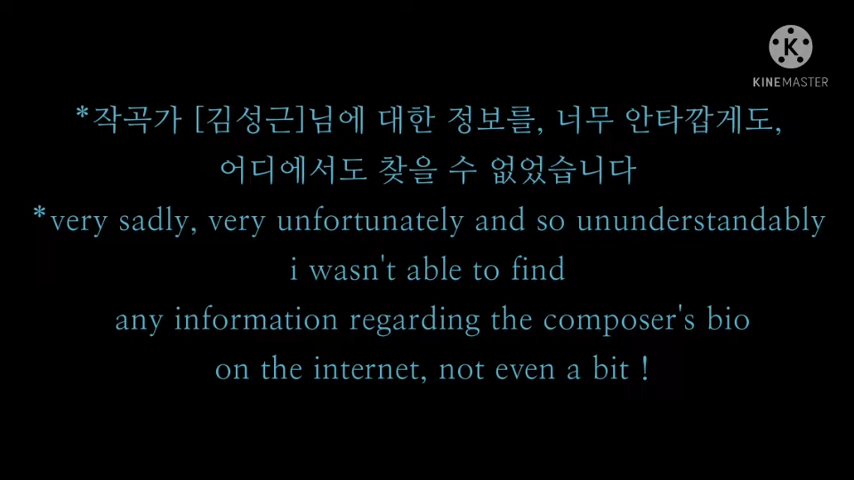 KINEMASTER
*작곡가 [김성근]님에 대한 정보를, 너무 안타깝게도,
어디에서도 찾을 수 없었습니다
*very sadly, very unfortunately and so ununderstandably
i wasn't able to find
any information regarding the composer's bio
on the internet, not even a bit !